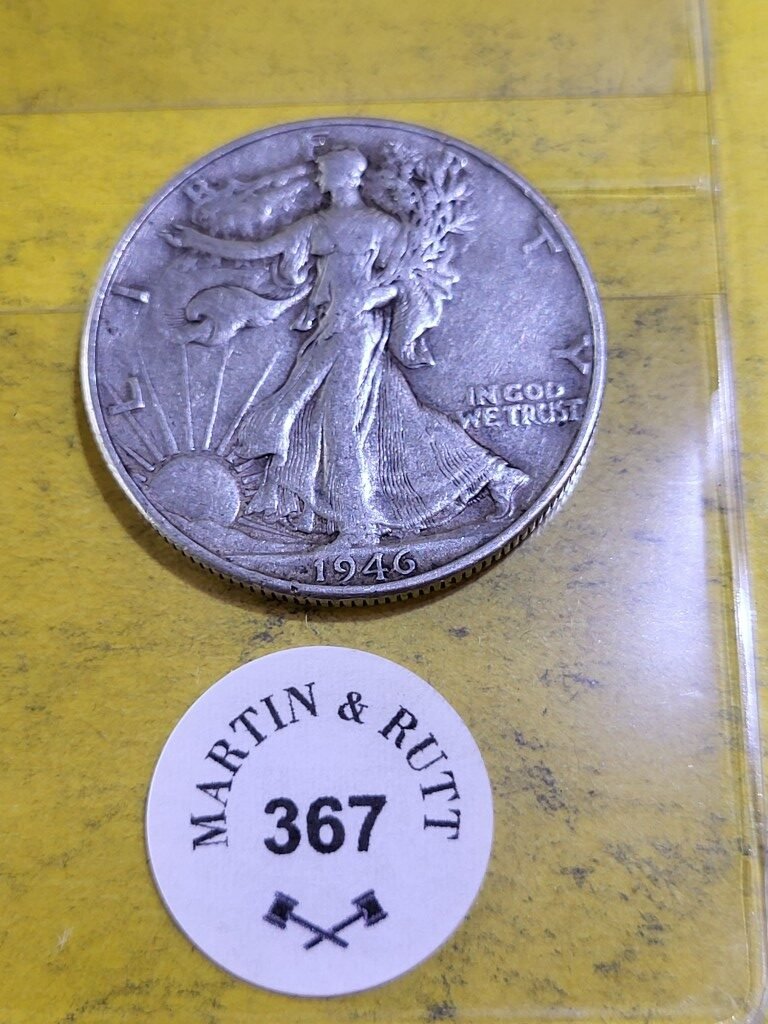 LIBERTY
IN GOD
WE TRUST
1946
MARTIN & RUTT
367